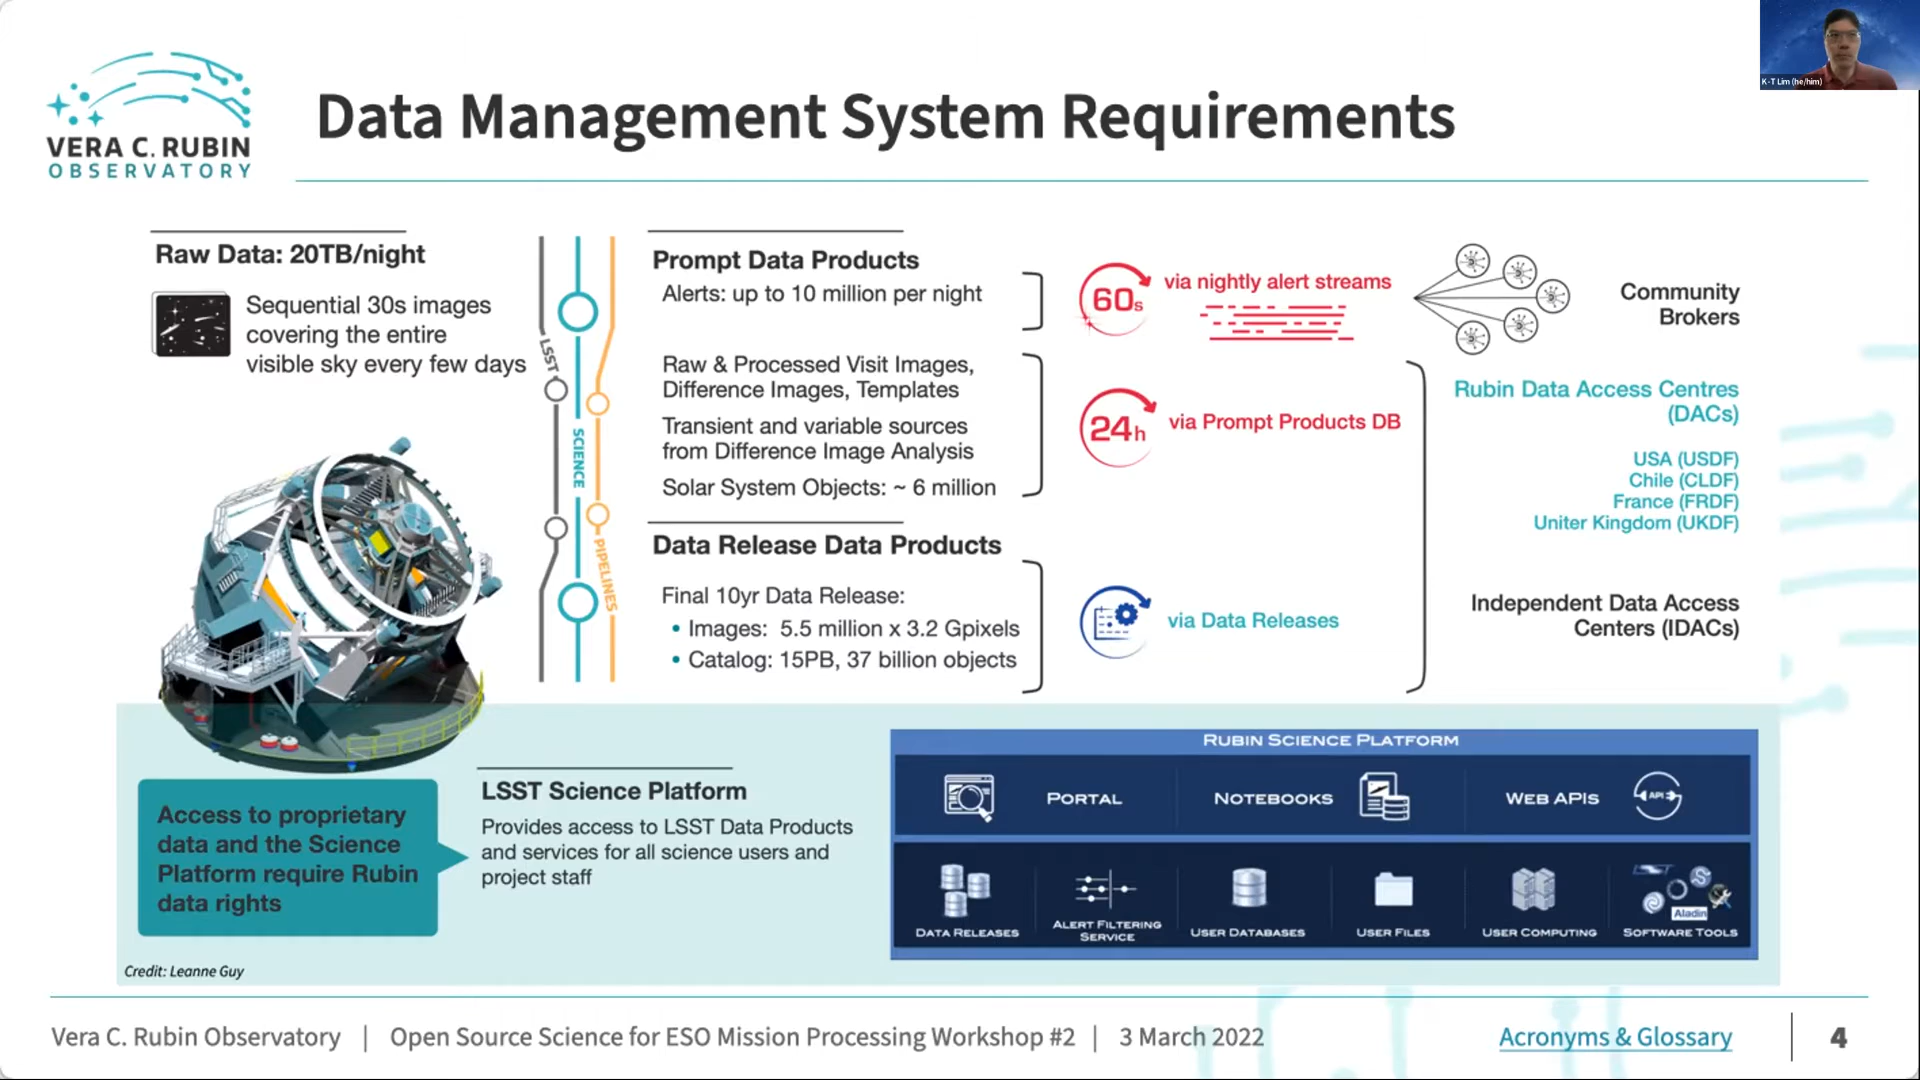 K-T Lim (he/him)
VERA C. RUBIN
OBSERVATORY
Data Management System Requirements
Raw Data: 20TB/night
Sequential 30s images
covering the entire
visible sky every few days
LSST
SCIENCE
PIPELINES
Prompt Data Products
Alerts: up to 10 million per night
Raw & Processed Visit Images,
Difference Images, Templates
Transient and variable sources
from Difference Image Analysis
Solar System Objects: ~ 6 million
Data Release Data Products
Final 10yr Data Release:
• Images: 5.5 million x 3.2 Gpixels
• Catalog: 15PB, 37 billion objects
60s
via nightly alert streams
24h
via Prompt Products DB
via Data Releases
Community
Brokers
Rubin Data Access Centres
(DACs)
USA (USDF)
Chile (CLDF)
France (FRDF)
Uniter Kingdom (UKDF)
Independent Data Access
Centers (IDACs)
Access to proprietary
data and the Science
Platform require Rubin
data rights
LSST Science Platform
Provides access to LSST Data Products
and services for all science users and
project staff
RUBIN SCIENCE PLATFORM
PORTAL
NOTEBOOKS
WEB APIS
API
DATA RELEASES
ALERT FILTERING
SERVICE
USER DATABASES
USER FILES
USER COMPUTING
Aladin
SOFTWARE TOOLS
Credit: Leanne Guy
Vera C. Rubin Observatory | Open Source Science for ESO Mission Processing Workshop #2 | 3 March 2022
Acronyms & Glossary
4